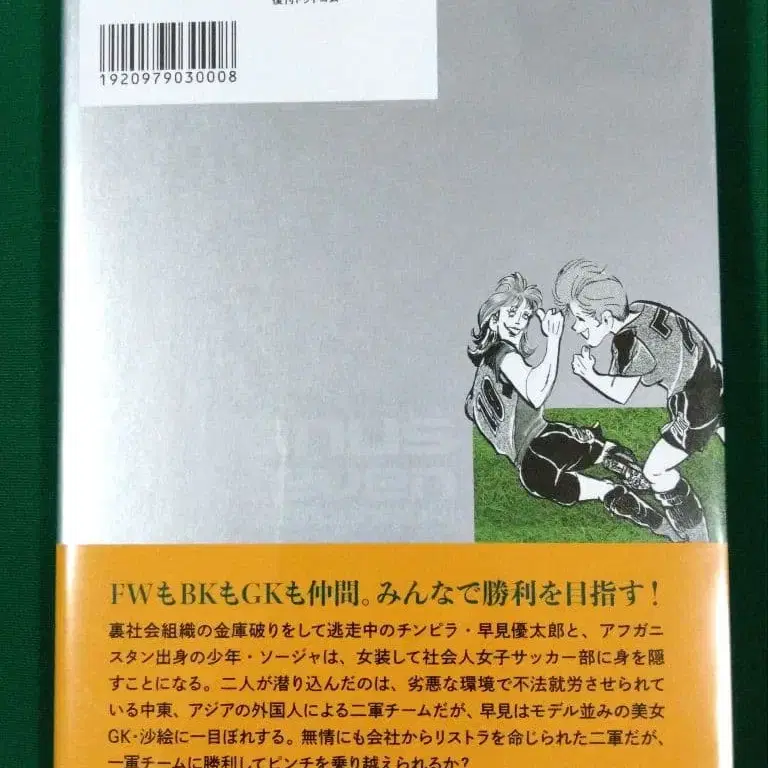 復刊ドットコム
1920979030008
10
7
FWもBKもGKも仲間。みんなで勝利を目指す!
裏社会組織の金庫破りをして逃走中のチンピラ・早見優太郎と、アフガニ
スタン出身の少年・ソージャは、女装して社会人女子サッカー部に身を隠
すことになる。二人が潜り込んだのは、劣悪な環境で不法就労させられて
いる中東、アジアの外国人による二軍チームだが、早見はモデル並みの美女
GK・沙絵に一目ぼれする。無情にも会社からリストラを命じられた二軍だが、
一軍チームに勝利してピンチを乗り越えられるか?